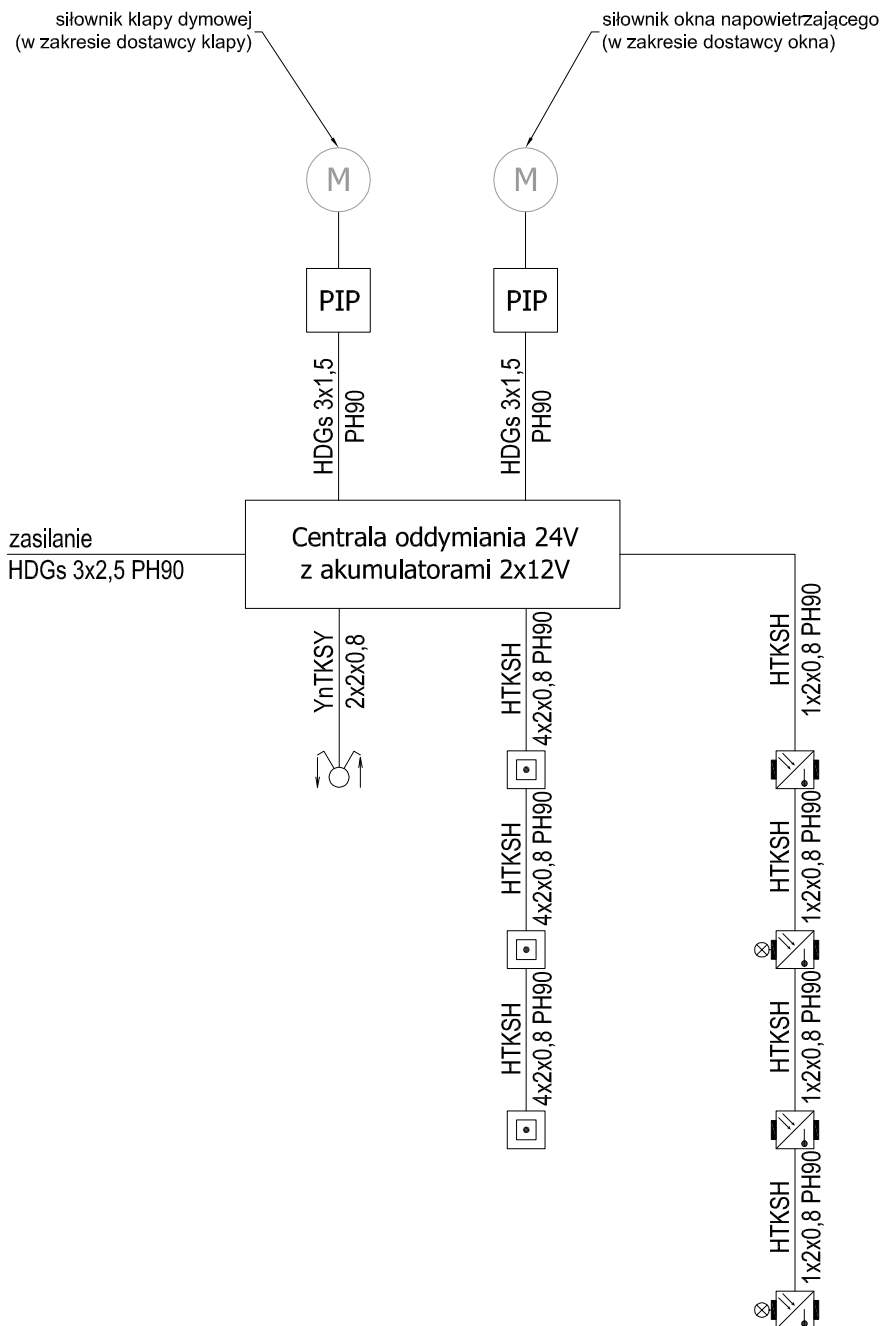 siłownik klapy dymowej
(w zakresie dostawcy klapy)
siłownik okna napowietrzającego
(w zakresie dostawcy okna)
M
M
PIP
PIP
HDGs 3x1,5
PH90
HDGs 3x1,5
PH90
zasilanie
HDGs 3x2,5 PH90
Centrala oddymiania 24V
z akumulatorami 2x12V
YnTKSY
2x2x0,8
HTKSH
4x2x0,8 PH90
HTKSH
1x2x0,8 PH90
HTKSH
4x2x0,8 PH90
HTKSH
1x2x0,8 PH90
HTKSH
4x2x0,8 PH90
HTKSH
1x2x0,8 PH90
HTKSH
1x2x0,8 PH90